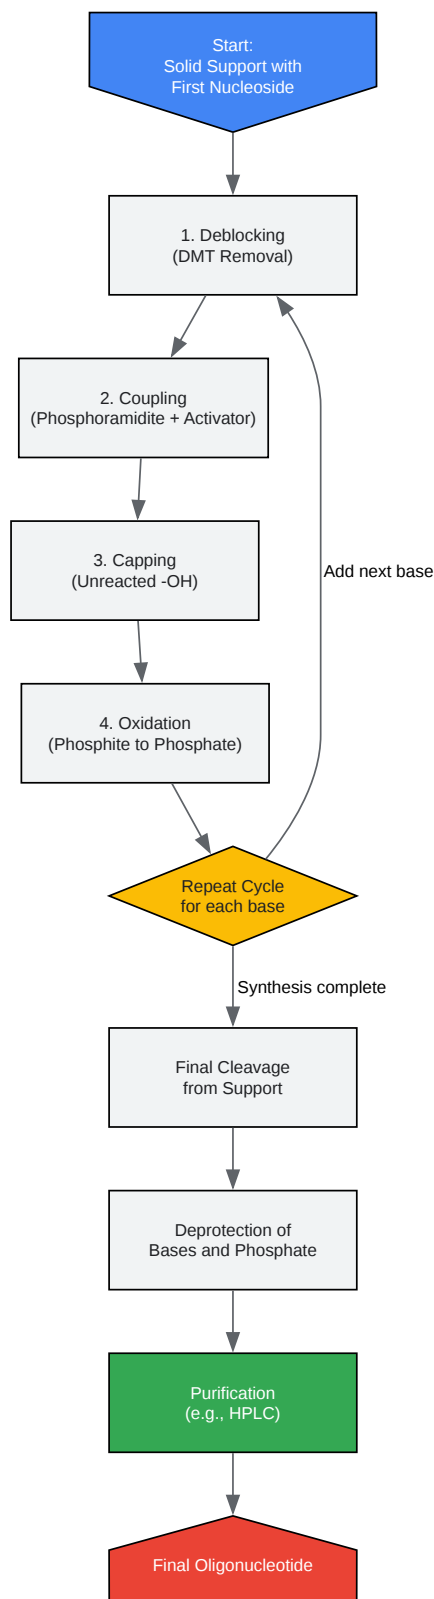 Start:
Solid Support with
First Nucleoside
1. Deblocking
(DMT Removal)
2. Coupling
(Phosphoramidite + Activator)
3. Capping
(Unreacted -OH)
Add next base
4. Oxidation
(Phosphite to Phosphate)
Repeat Cycle
for each base
Synthesis complete
Final Cleavage
from Support
Deprotection of
Bases and Phosphate
Purification
(e.g., HPLC)
Final Oligonucleotide